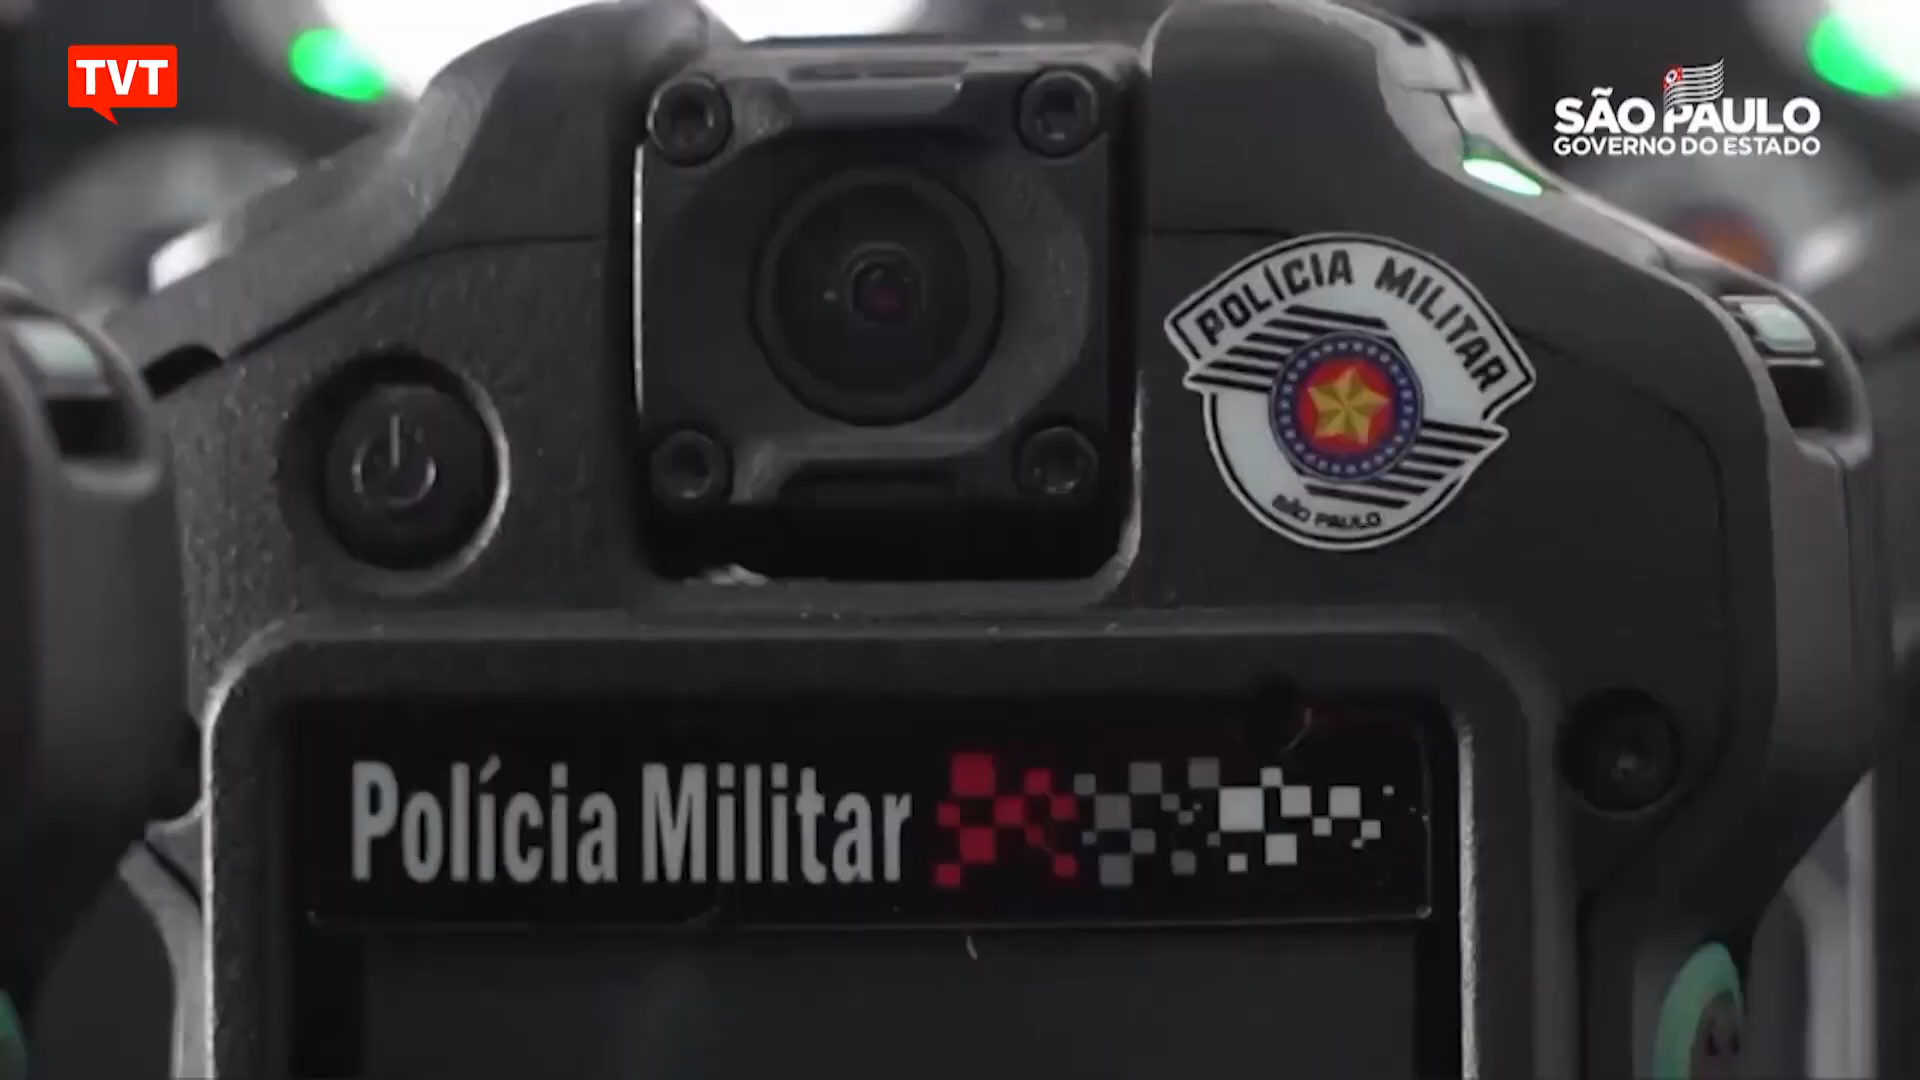 TVT
SÃO PAULO
GOVERNO DO ESTADO
POLÍCIA MILITAR
SÃO PAULO
Polícia Militar